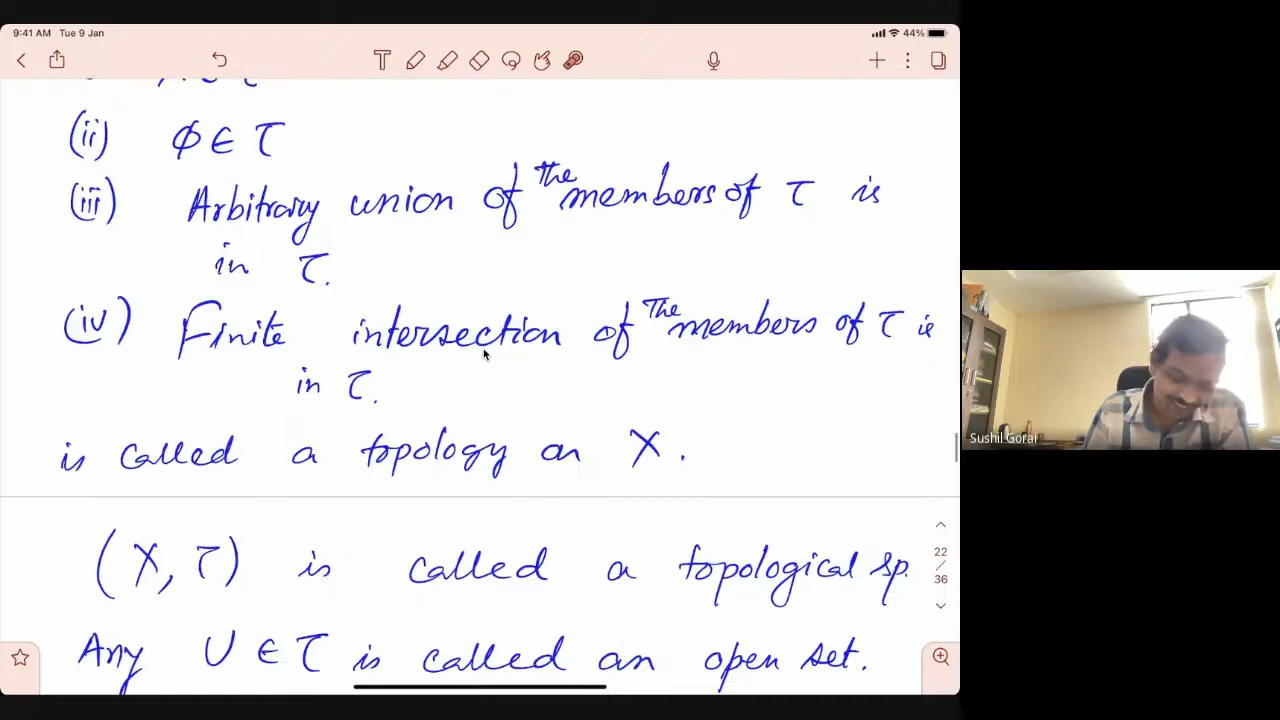 9:41 AM Tue 9 Jan
44%
(ii) φ ∈ τ
(iii) Arbitrary union of the members of τ is
in τ.
(iv) Finite intersection of the members of τ is
in τ.
is called a topology on X.
(X, τ) is called a topological sp.
Any U ∈ τ is called an open set.
22
/
36
Sushil Gorai